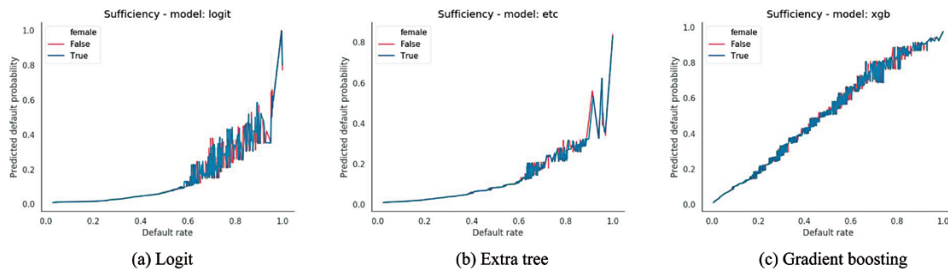 Sufficiency - model: logit
female
False
True
Predicted default probability
1.0
0.8
0.6
0.4
0.2
0.0
0.0 0.2 0.4 0.6 0.8 1.0
Default rate
(a) Logit
Sufficiency - model: etc
female
False
True
Predicted default probability
0.8
0.6
0.4
0.2
0.0
0.0 0.2 0.4 0.6 0.8 1.0
Default rate
(b) Extra tree
Sufficiency - model: xgb
female
False
True
Predicted default probability
1.0
0.8
0.6
0.4
0.2
0.0
0.0 0.2 0.4 0.6 0.8 1.0
Default rate
(c) Gradient boosting